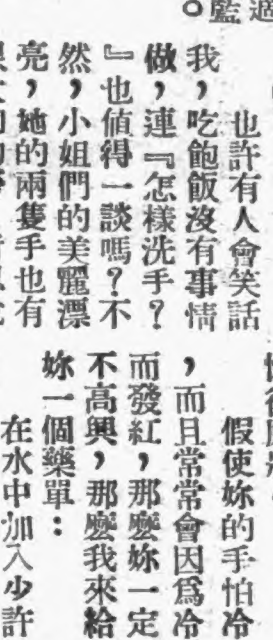 也許有人會笑話
我，吃飽飯沒有事情
做，連『怎樣洗手？
』也值得一談嗎？不
然，小姐們的美麗漂
亮，她的兩隻手也有
假使妳的手怕冷
，而且常常會因爲冷
而發紅，那麼妳一定
不高興，那麼我來給
妳一個藥單：
在水中加入少許